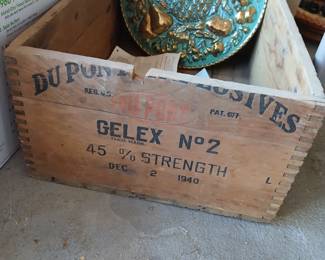 DU PONT EXPLOSIVES
REG. U.S. PAT. OFF.
GELEX Nº2
45 % STRENGTH
DEC 2 1940
L